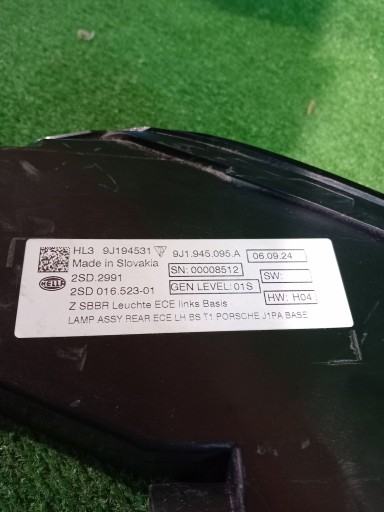 HL3 9J194531 9J1.945.095.A 06.09.24
Made in Slovakia SN: 00008512 SW:
HELLA 2SD.2991
2SD 016.523-01 GEN LEVEL: 01S HW: H04
Z SBBR Leuchte ECE links Basis
LAMP ASSY REAR ECE LH BS T1 PORSCHE J1PA BASE